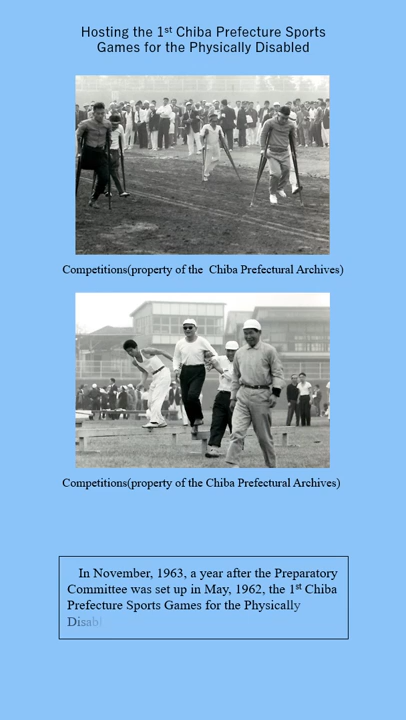 Hosting the 1st Chiba Prefecture Sports
Games for the Physically Disabled
Competitions(property of the Chiba Prefectural Archives)
Competitions(property of the Chiba Prefectural Archives)
In November, 1963, a year after the Preparatory
Committee was set up in May, 1962, the 1st Chiba
Prefecture Sports Games for the Physically
Disabl